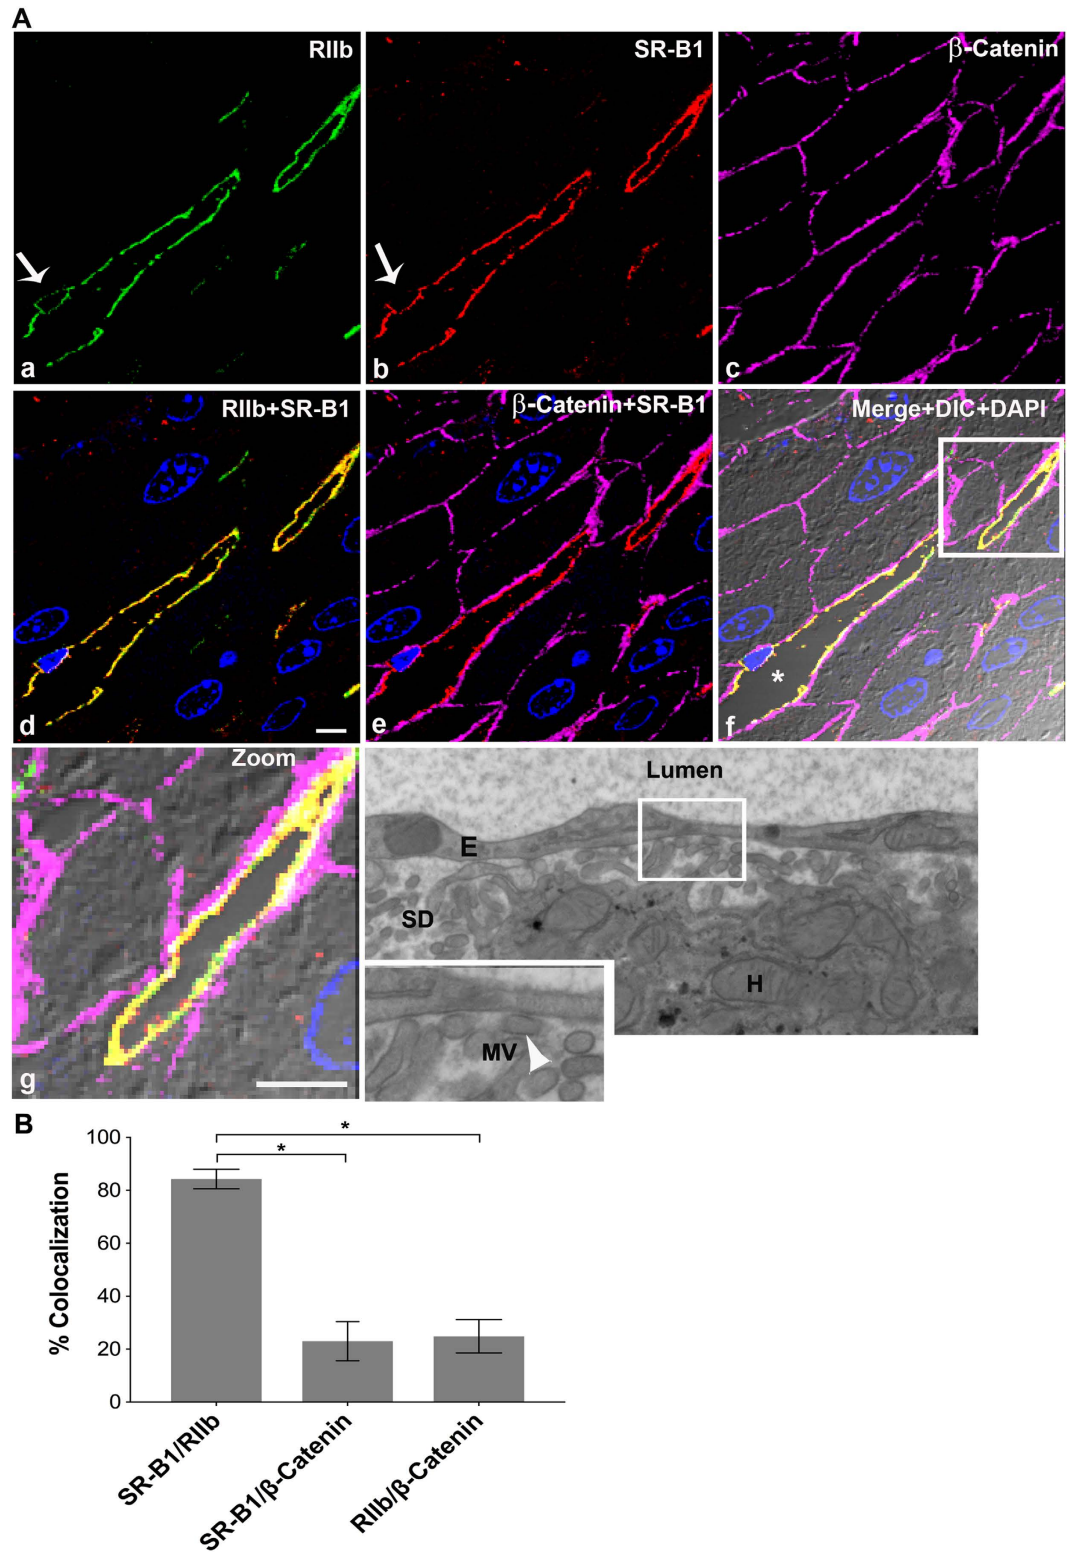 A
RIIb
a
SR-B1
b
β-Catenin
c
RIIb+SR-B1
d
β-Catenin+SR-B1
e
Merge+DIC+DAPI
*
f
Zoom
g
Lumen
E
SD
H
MV
B
% Colocalization
100
80
60
40
20
0
*
*
SR-B1/RIIb
SR-B1/β-Catenin
RIIb/β-Catenin